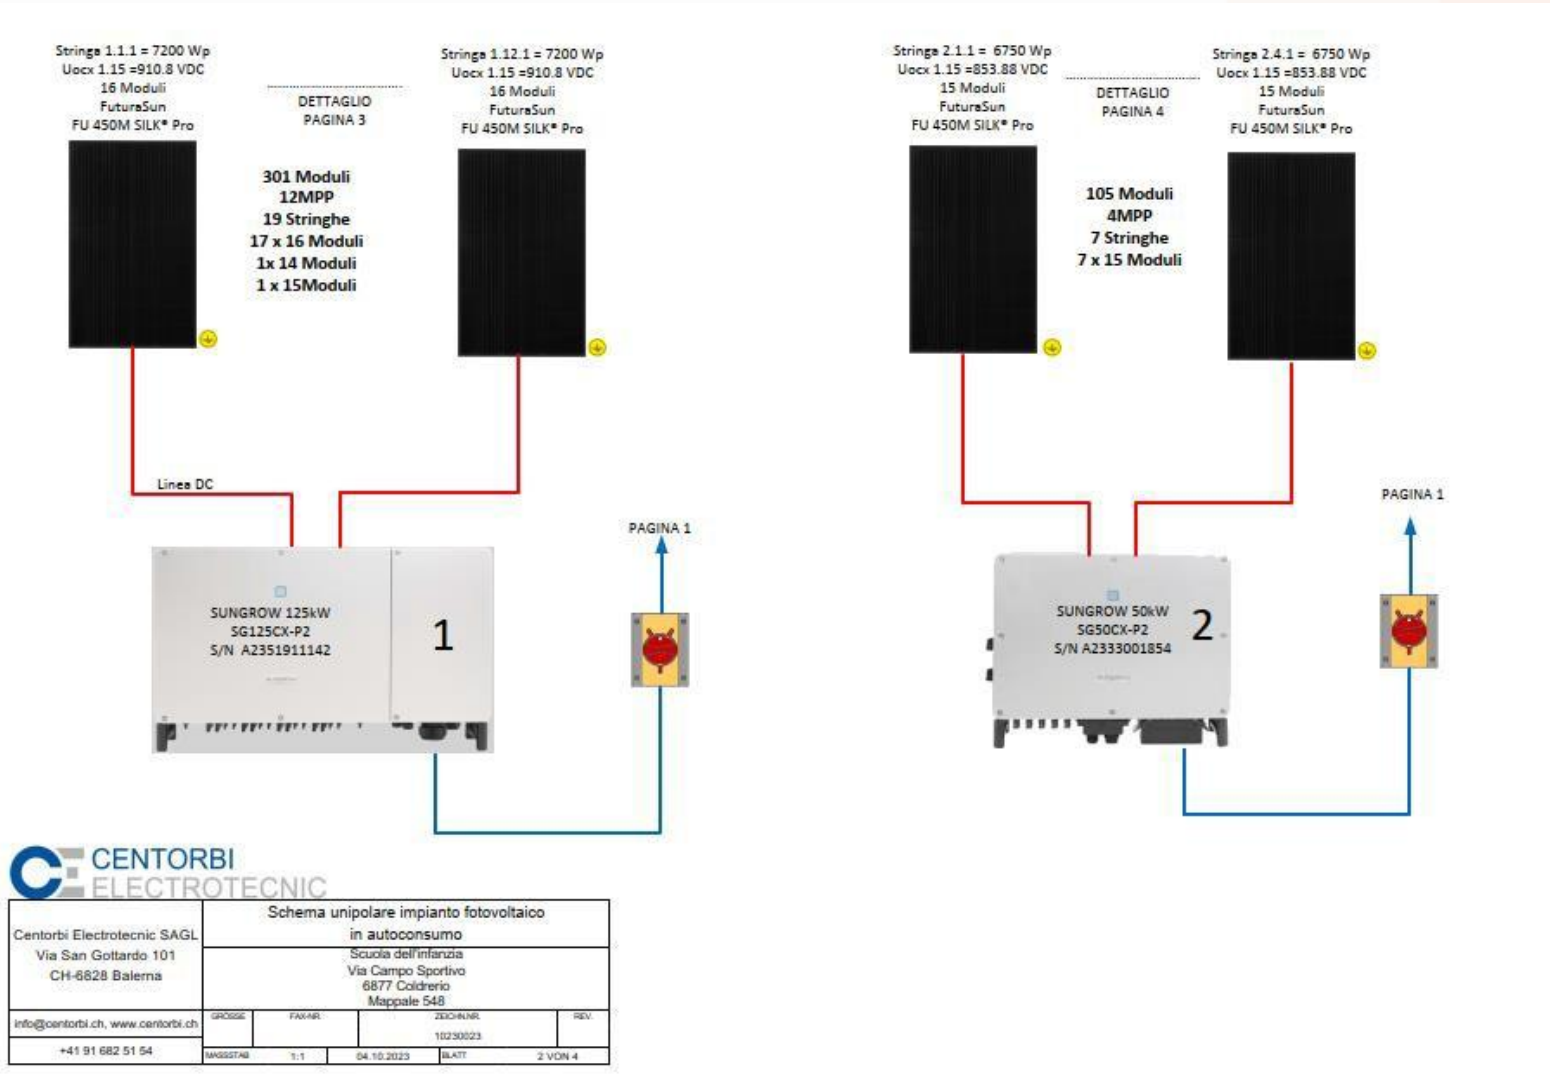 Stringa 1.1.1 = 7200 Wp
Uocx 1.15 =910.8 VDC
16 Moduli
FuturaSun
FU 450M SILK® Pro
DETTAGLIO
PAGINA 3
Stringa 1.12.1 = 7200 Wp
Uocx 1.15 =910.8 VDC
16 Moduli
FuturaSun
FU 450M SILK® Pro
301 Moduli
12MPP
19 Stringhe
17 x 16 Moduli
1x 14 Moduli
1 x 15Moduli
Stringa 2.1.1 = 6750 Wp
Uocx 1.15 =853.88 VDC
15 Moduli
FuturaSun
FU 450M SILK® Pro
DETTAGLIO
PAGINA 4
Stringa 2.4.1 = 6750 Wp
Uocx 1.15 =853.88 VDC
15 Moduli
FuturaSun
FU 450M SILK® Pro
105 Moduli
4MPP
7 Stringhe
7 x 15 Moduli
Linea DC
PAGINA 1
SUNGROW 125kW
SG125CX-P2
S/N A2351911142
1
PAGINA 1
SUNGROW 50kW
SG50CX-P2
S/N A2333001854
2
CE CENTORBI
ELECTROTECNIC
Centorbi Electrotecnic SAGL
Via San Gottardo 101
CH-6828 Balerna
info@centorbi.ch, www.centorbi.ch
+41 91 682 51 54
Schema unipolare impianto fotovoltaico
in autoconsumo
Scuola dell'infanzia
Via Campo Sportivo
6877 Coldrerio
Mappale 548
GRÖSSE FAX-NR. ZEICHN.NR. REV.
10230023
MASSSTAB 1:1 04.10.2023 BLATT 2 VON 4